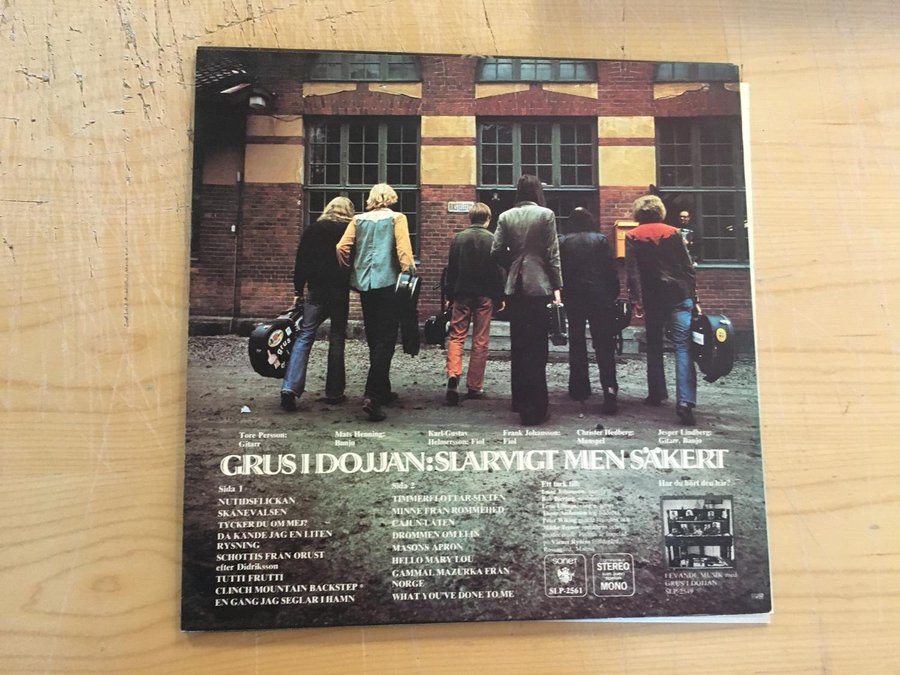 grus
Tore Persson:
Gitarr
Mats Henning:
Banjo
Karl-Gustav
Helmersson: Fiol
Frank Johansson:
Fiol
Christer Hedberg:
Munspel
Jesper Lindberg:
Gitarr, Banjo
GRUS I DOJJAN: SLARVIGT MEN SÄKERT
Sida 1
NUTIDSFLICKAN
SKÅNEVALSEN
TYCKER DU OM MEJ?
DÅ KÄNDE JAG EN LITEN
RYSNING
SCHOTTIS FRÅN ORUST
efter Didriksson
TUTTI FRUTTI
CLINCH MOUNTAIN BACKSTEP *
EN GÅNG JAG SEGLAR I HAMN
Sida 2
TIMMERFLOTTAR-SIXTEN
MINNE FRÅN ROMMEHED
CAJUN-LÅTEN
DRÖMMEN OM ELIN
MASONS APRON
HELLO MARY LOU
GAMMAL MAZURKA FRÅN
NORGE
WHAT YOU'VE DONE TO ME
Ett tack till:
sonet
SLP-2561
STEREO
MONO
Har du hört den här?
LEVANDE MUSIK med
GRUS I DOJJAN
SLP-2549